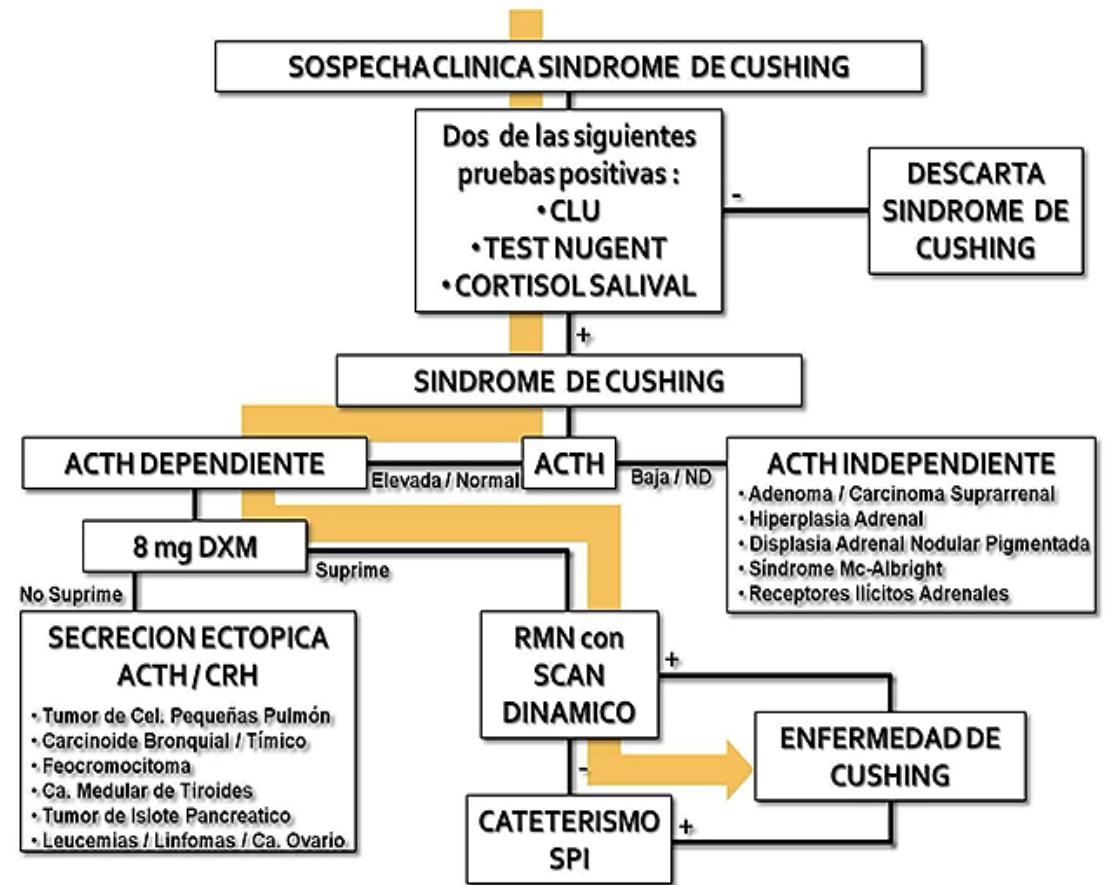 SOSPECHA CLINICA SINDROME DE CUSHING
Dos de las siguientes
pruebas positivas :
• CLU
• TEST NUGENT
• CORTISOL SALIVAL
-
DESCARTA
SINDROME DE
CUSHING
+
SINDROME DE CUSHING
ACTH DEPENDIENTE
Elevada / Normal
ACTH
Baja / ND
ACTH INDEPENDIENTE
• Adenoma / Carcinoma Suprarrenal
• Hiperplasia Adrenal
• Displasia Adrenal Nodular Pigmentada
• Síndrome Mc-Albright
• Receptores Ilícitos Adrenales
8 mg DXM
Suprime
No Suprime
SECRECION ECTOPICA
ACTH / CRH
• Tumor de Cel. Pequeñas Pulmón
• Carcinoide Bronquial / Tímico
• Feocromocitoma
• Ca. Medular de Tiroides
• Tumor de Islote Pancreatico
• Leucemias / Linfomas / Ca. Ovario
RMN con
SCAN
DINAMICO
+
-
ENFERMEDAD DE
CUSHING
CATETERISMO
SPI
+